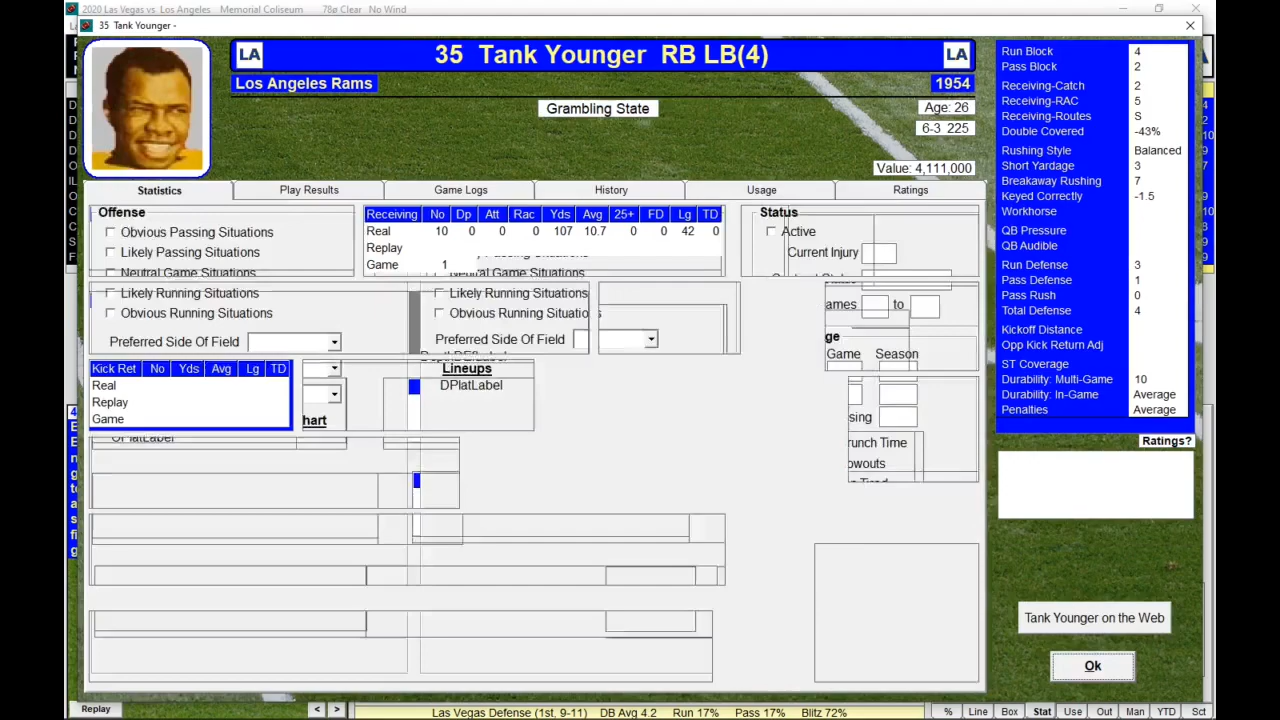 2020 Las Vegas vs Los Angeles Memorial Coliseum 78ø Clear No Wind
35 Tank Younger -
LA
35 Tank Younger RB LB(4)
LA
Los Angeles Rams
1954
Grambling State
Age: 26
6-3 225
Value: 4,111,000
Statistics
Play Results
Game Logs
History
Usage
Ratings
Offense
Obvious Passing Situations
Likely Passing Situations
Neutral Game Situations
Likely Running Situations
Obvious Running Situations
Preferred Side Of Field
Receiving No Dp Att Rac Yds Avg 25+ FD Lg TD
Real 10 0 0 0 107 10.7 0 0 42 0
Replay
Game 1
Neutral Game Situations
Likely Running Situations
Obvious Running Situations
Preferred Side Of Field
Status
Active
Current Injury
ames to
ge
Game Season
sing
runch Time
owouts
Kick Ret No Yds Avg Lg TD
Real
Replay
Game
hart
Lineups
DPlatLabel
OPlatLabel
Run Block 4
Pass Block 2
Receiving-Catch 2
Receiving-RAC 5
Receiving-Routes S
Double Covered -43%
Rushing Style Balanced
Short Yardage 3
Breakaway Rushing 7
Keyed Correctly -1.5
Workhorse
QB Pressure
QB Audible
Run Defense 3
Pass Defense 1
Pass Rush 0
Total Defense 4
Kickoff Distance
Opp Kick Return Adj
ST Coverage
Durability: Multi-Game 10
Durability: In-Game Average
Penalties Average
Ratings?
Tank Younger on the Web
Ok
Replay
< >
Las Vegas Defense (1st, 9-11) DB Avg 4.2 Run 17% Pass 17% Blitz 72%
% Line Box Stat Use Out Man YTD Sct